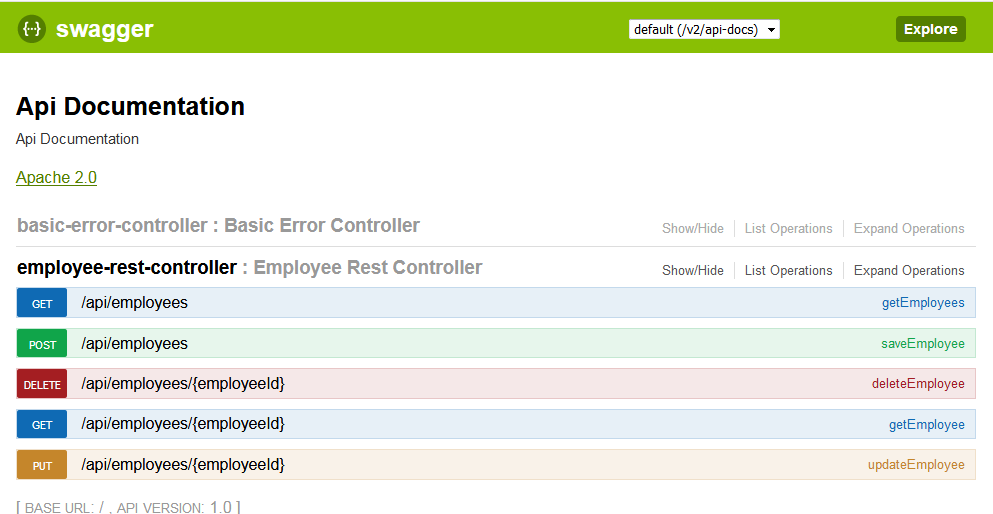 {··} swagger default (/v2/api-docs) Explore
Api Documentation
Api Documentation
Apache 2.0
basic-error-controller : Basic Error Controller Show/Hide List Operations Expand Operations
employee-rest-controller : Employee Rest Controller Show/Hide List Operations Expand Operations
GET /api/employees getEmployees
POST /api/employees saveEmployee
DELETE /api/employees/{employeeId} deleteEmployee
GET /api/employees/{employeeId} getEmployee
PUT /api/employees/{employeeId} updateEmployee
[ BASE URL: / , API VERSION: 1.0 ]